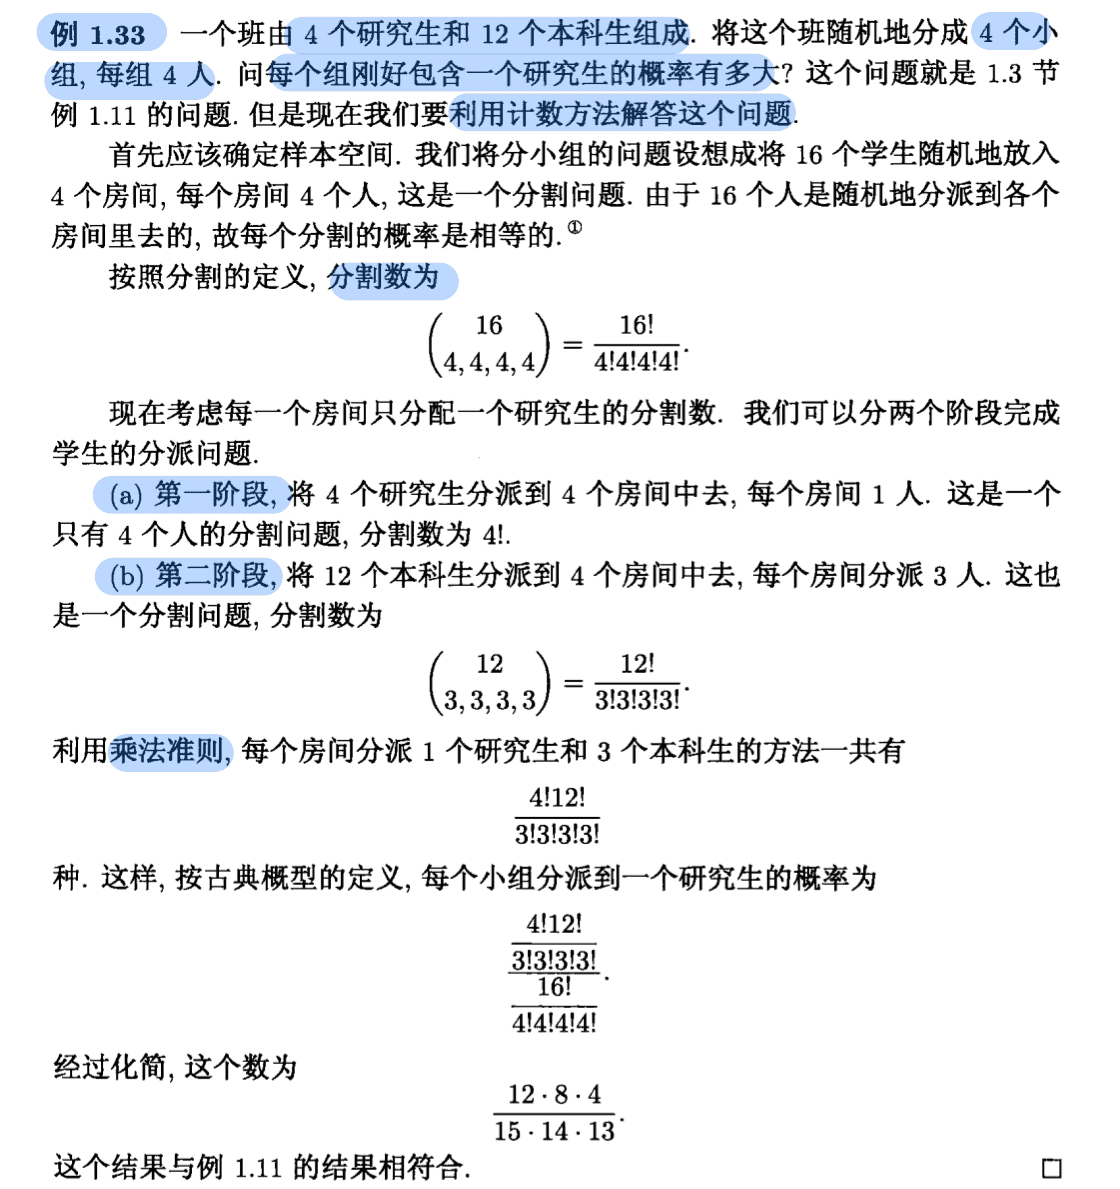 例 1.33 一个班由 4 个研究生和 12 个本科生组成. 将这个班随机地分成 4 个小
组, 每组 4 人. 问每个组刚好包含一个研究生的概率有多大? 这个问题就是 1.3 节
例 1.11 的问题. 但是现在我们要利用计数方法解答这个问题.
首先应该确定样本空间. 我们将分小组的问题设想成将 16 个学生随机地放入
4 个房间, 每个房间 4 个人, 这是一个分割问题. 由于 16 个人是随机地分派到各个
房间里去的, 故每个分割的概率是相等的.①
按照分割的定义, 分割数为
\binom{16}{4,4,4,4} = \frac{16!}{4!4!4!4!}.
现在考虑每一个房间只分配一个研究生的分割数. 我们可以分两个阶段完成
学生的分派问题.
(a) 第一阶段, 将 4 个研究生分派到 4 个房间中去, 每个房间 1 人. 这是一个
只有 4 个人的分割问题, 分割数为 4!.
(b) 第二阶段, 将 12 个本科生分派到 4 个房间中去, 每个房间分派 3 人. 这也
是一个分割问题, 分割数为
\binom{12}{3,3,3,3} = \frac{12!}{3!3!3!3!}.
利用乘法准则, 每个房间分派 1 个研究生和 3 个本科生的方法一共有
\frac{4!12!}{3!3!3!3!}
种. 这样, 按古典概型的定义, 每个小组分派到一个研究生的概率为
\frac{\frac{4!12!}{3!3!3!3!}}{\frac{16!}{4!4!4!4!}}.
经过化简, 这个数为
\frac{12 · 8 · 4}{15 · 14 · 13}.
这个结果与例 1.11 的结果相符合. □